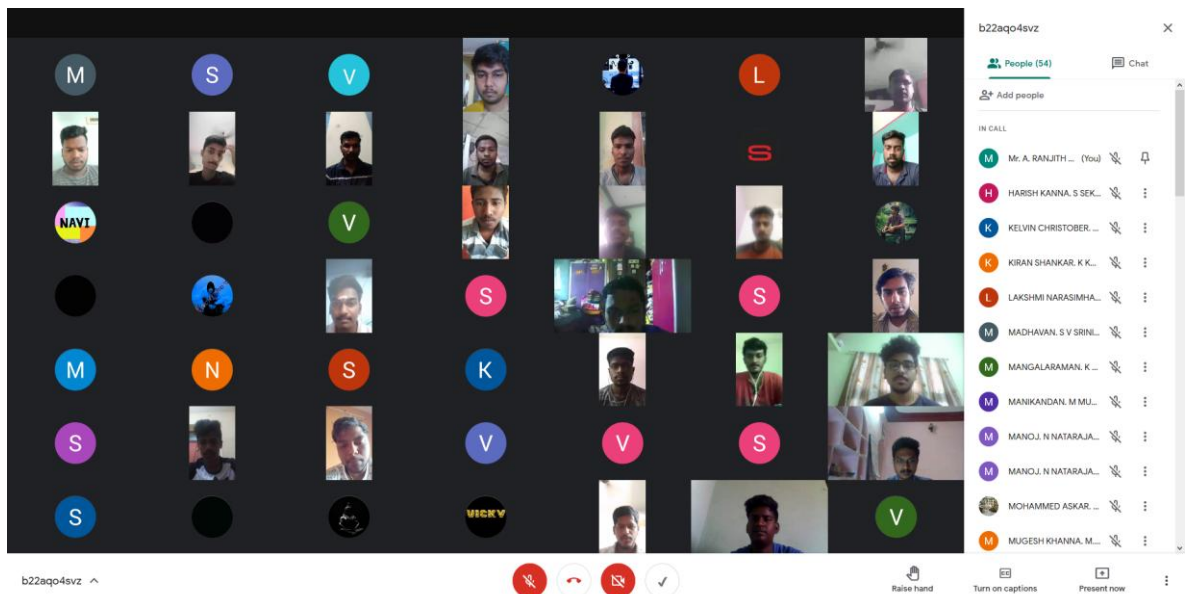 b22aqo4svz
People (54)
Chat
Add people
IN CALL
M Mr. A. RANJITH ... (You)
H HARISH KANNA. S SEK...
K KELVIN CHRISTOBER. ...
K KIRAN SHANKAR. K K...
L LAKSHMI NARASIMHA...
M MADHAVAN. S V SRINI...
M MANGALARAMAN. K ...
M MANIKANDAN. M MU...
M MANOJ. N NATARAJA...
M MANOJ. N NATARAJA...
MOHAMMED ASKAR. ...
M MUGESH KHANNA. M....
M S V L
S
NAVI V
S S
M N S K
S V V S
S VICKY V
b22aqo4svz
Raise hand
CC
Turn on captions
Present now